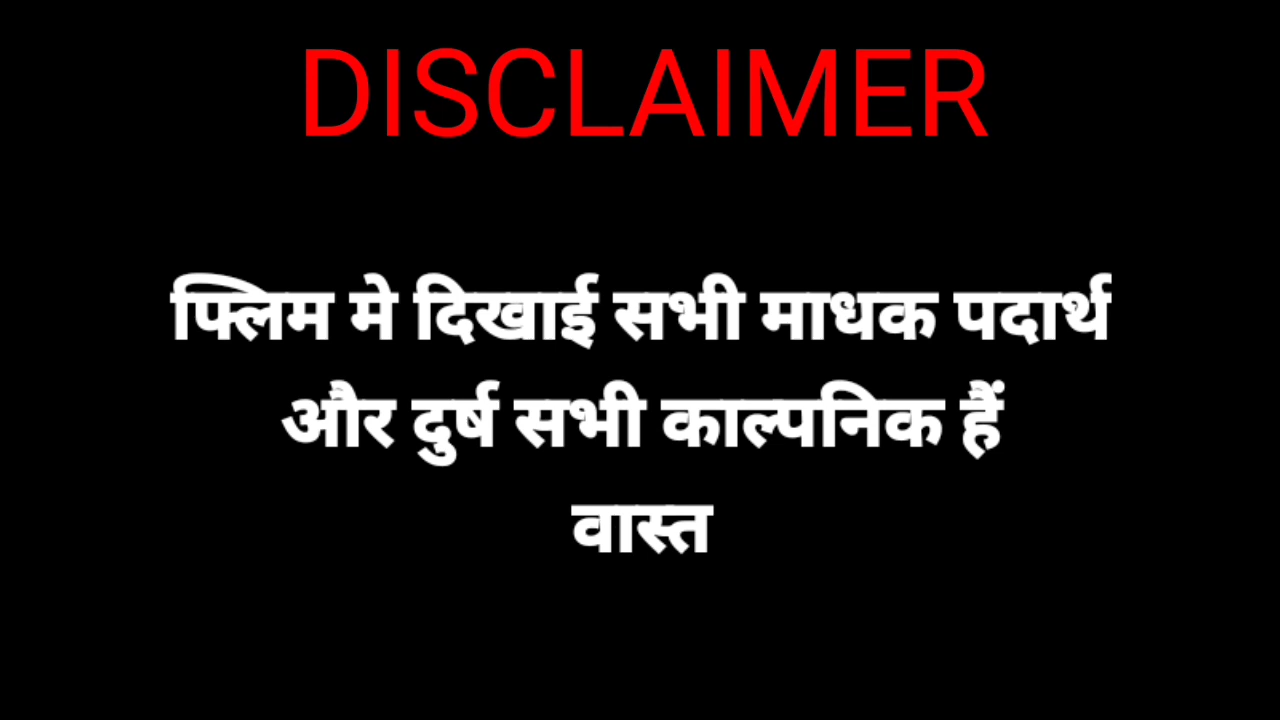 DISCLAIMER
फ्लिम मे दिखाई सभी माधक पदार्थ
और दुर्ष सभी काल्पनिक हैं
वास्त